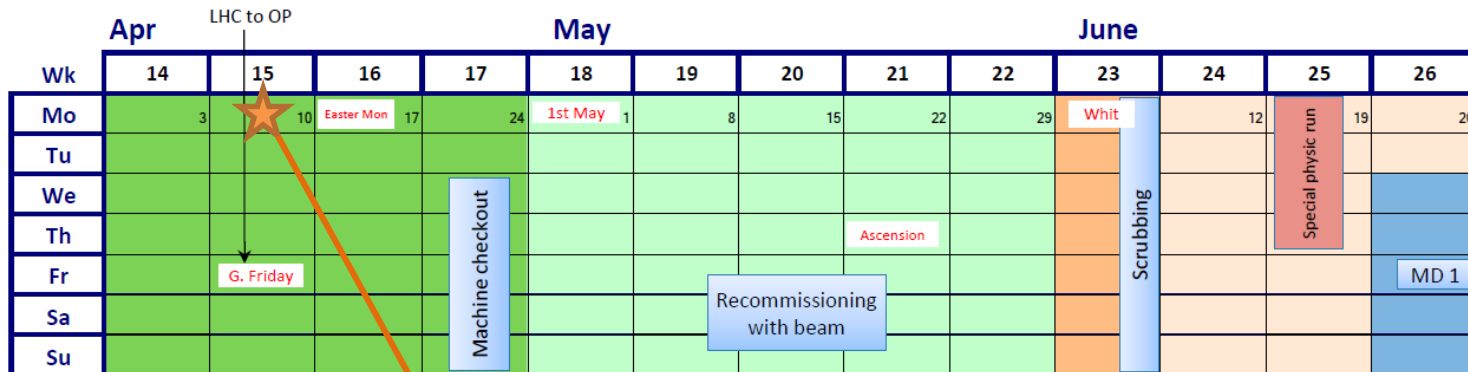 LHC to OP
Apr May June
Wk 14 15 16 17 18 19 20 21 22 23 24 25 26
Mo 3 10 Easter Mon 17 24 1st May 1 8 15 22 29 Whit 12 19
Tu
We
Th Ascension
Fr G. Friday MD 1
Sa
Su
Machine checkout
Recommissioning
with beam
Scrubbing
Special physic run